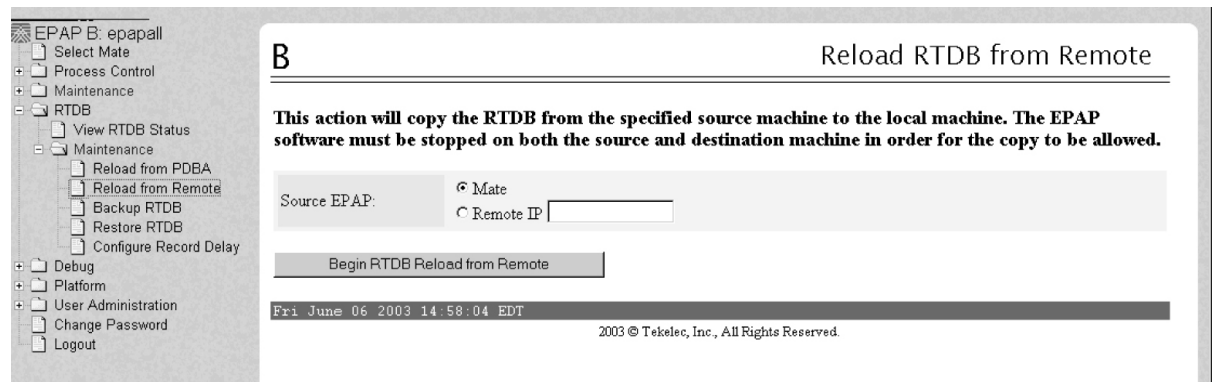 EPAP B: epapall
Select Mate
Process Control
Maintenance
RTDB
View RTDB Status
Maintenance
Reload from PDBA
Reload from Remote
Backup RTDB
Restore RTDB
Configure Record Delay
Debug
Platform
User Administration
Change Password
Logout
B
Reload RTDB from Remote
This action will copy the RTDB from the specified source machine to the local machine. The EPAP
software must be stopped on both the source and destination machine in order for the copy to be allowed.
Source EPAP:
Mate
Remote IP
Begin RTDB Reload from Remote
Fri June 06 2003 14:58:04 EDT
2003 © Tekelec, Inc., All Rights Reserved.